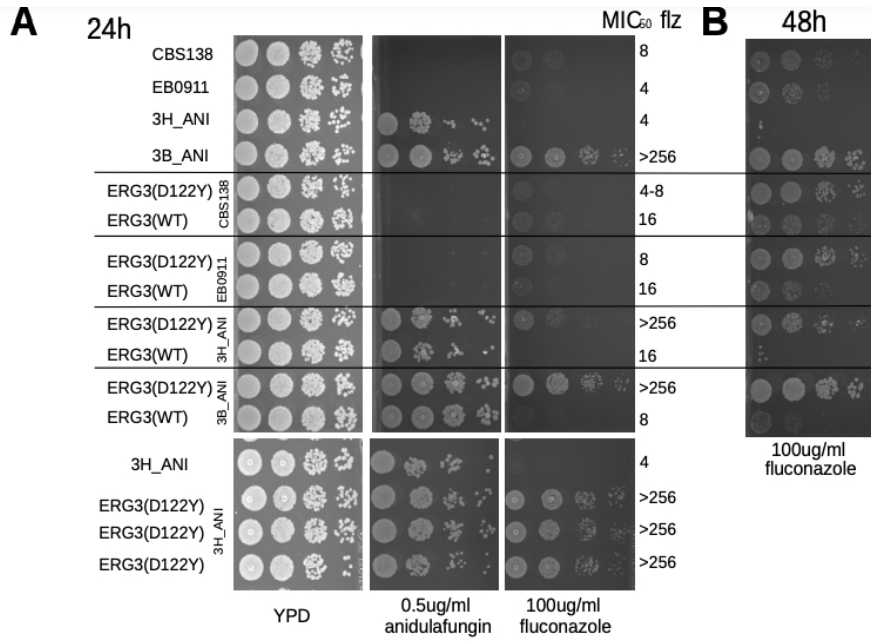 A 24h MIC50 flz B 48h
CBS138 8
EB0911 4
3H_ANI 4
3B_ANI >256
ERG3(D122Y) 4-8
CBS138
ERG3(WT) 16
ERG3(D122Y) 8
EB0911
ERG3(WT) 16
ERG3(D122Y) >256
3H_ANI
ERG3(WT) 16
ERG3(D122Y) >256
3B_ANI
ERG3(WT) 8
100ug/ml
fluconazole
3H_ANI 4
ERG3(D122Y) >256
3H_ANI
ERG3(D122Y) >256
ERG3(D122Y) >256
YPD
0.5ug/ml
anidulafungin
100ug/ml
fluconazole